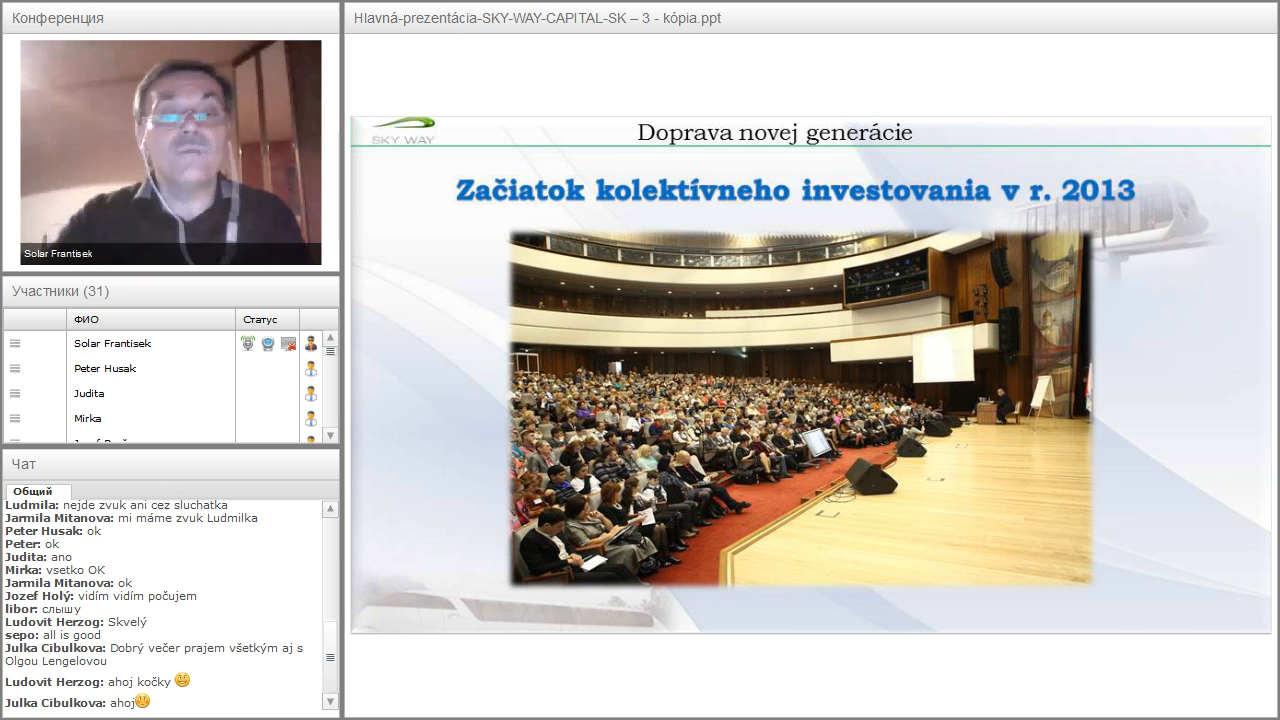 Конференция
Solar Frantisek
Участники (31)
ФИО
Статус
Solar Frantisek
Peter Husak
Judita
Mirka
Чат
Общий
Ludmila: nejde zvuk ani cez sluchatka
Jarmila Mitanova: mi máme zvuk Ludmilka
Peter Husak: ok
Peter: ok
Judita: ano
Mirka: vsetko OK
Jarmila Mitanova: ok
Jozef Holý: vidím vidím počujem
libor: слышу
Ludovit Herzog: Skvelý
sepo: all is good
Julka Cibulkova: Dobrý večer prajem všetkým aj s
Olgou Lengelovou
Ludovit Herzog: ahoj kočky
Julka Cibulkova: ahoj
Hlavná-prezentácia-SKY-WAY-CAPITAL-SK – 3 - kópia.ppt
SKY WAY
Doprava novej generácie
Začiatok kolektívneho investovania v r. 2013